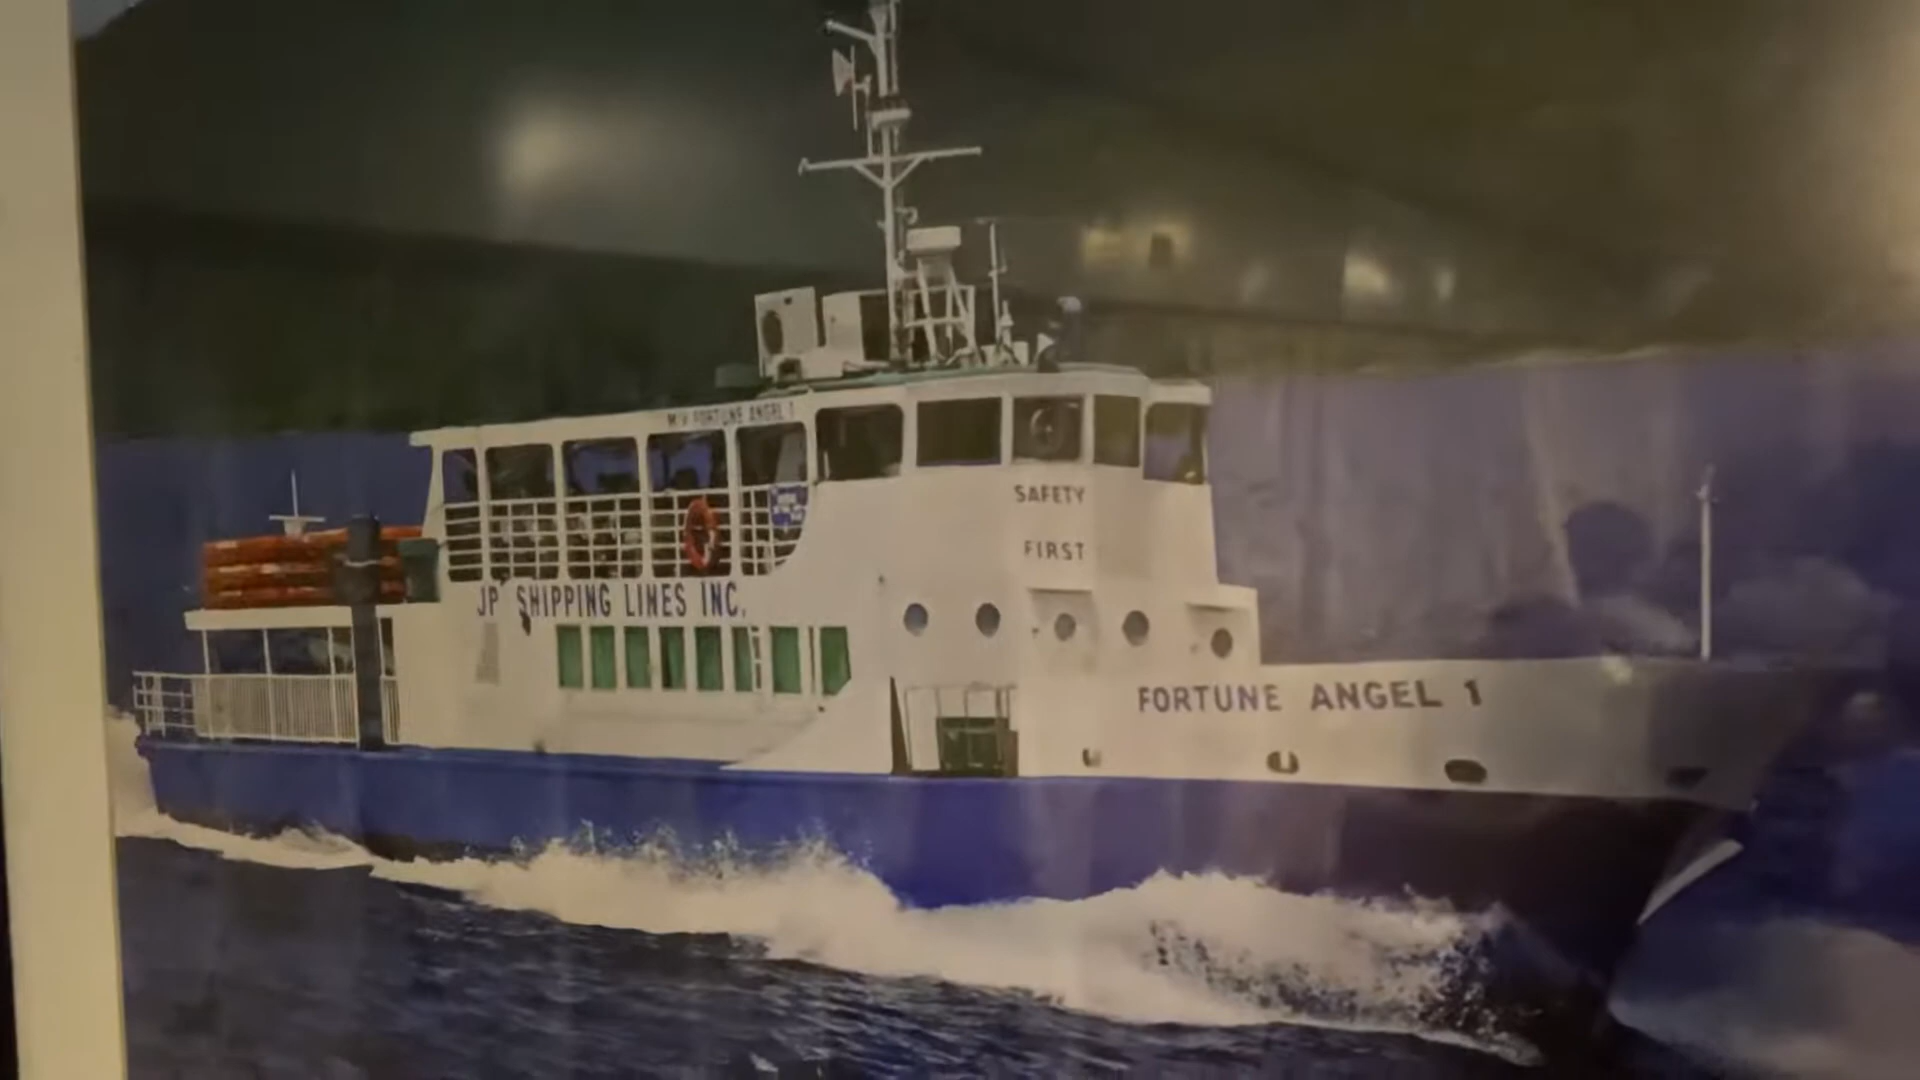 M/V FORTUNE ANGEL 1
SAFETY
FIRST
JP SHIPPING LINES INC.
FORTUNE ANGEL 1